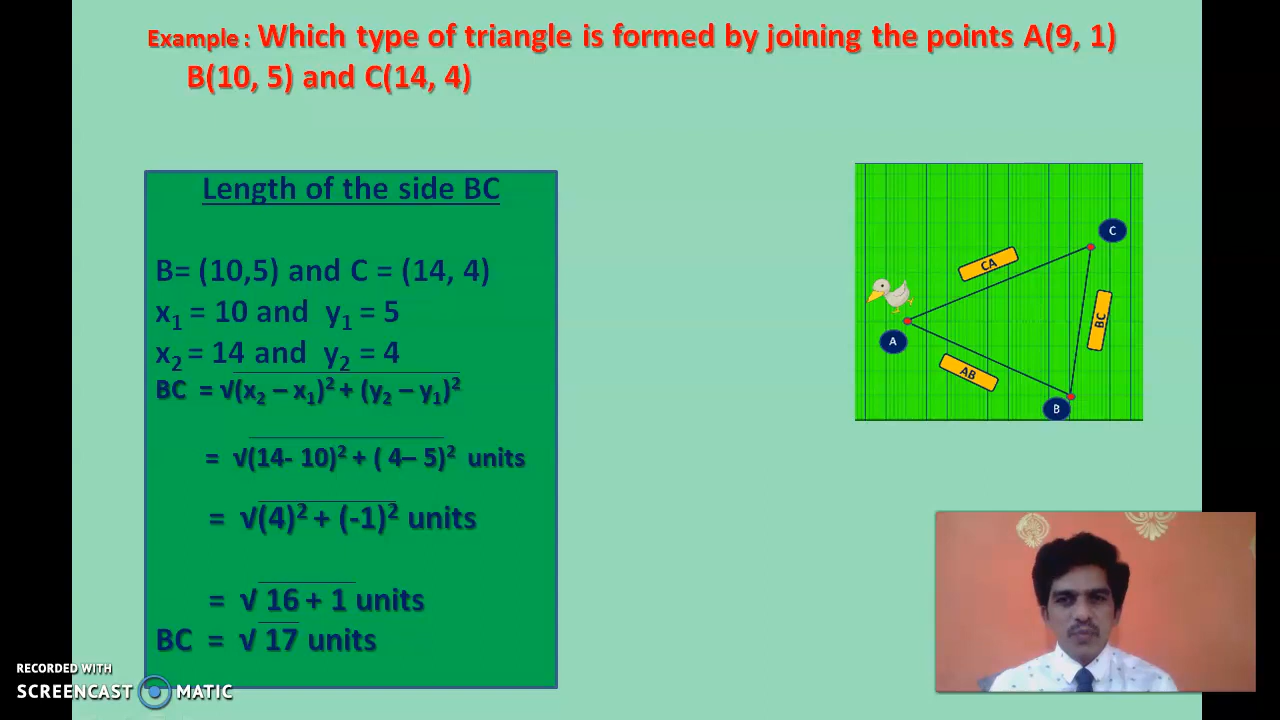 Example : Which type of triangle is formed by joining the points A(9, 1)
B(10, 5) and C(14, 4)
Length of the side BC
B= (10,5) and C = (14, 4)
x₁ = 10 and y₁ = 5
x₂ = 14 and y₂ = 4
BC = √(x₂ – x₁)² + (y₂ – y₁)²
= √(14- 10)² + ( 4– 5)² units
= √(4)² + (-1)² units
= √ 16 + 1 units
BC = √ 17 units
C
CA
BC
A
AB
B
RECORDED WITH
SCREENCAST MATIC